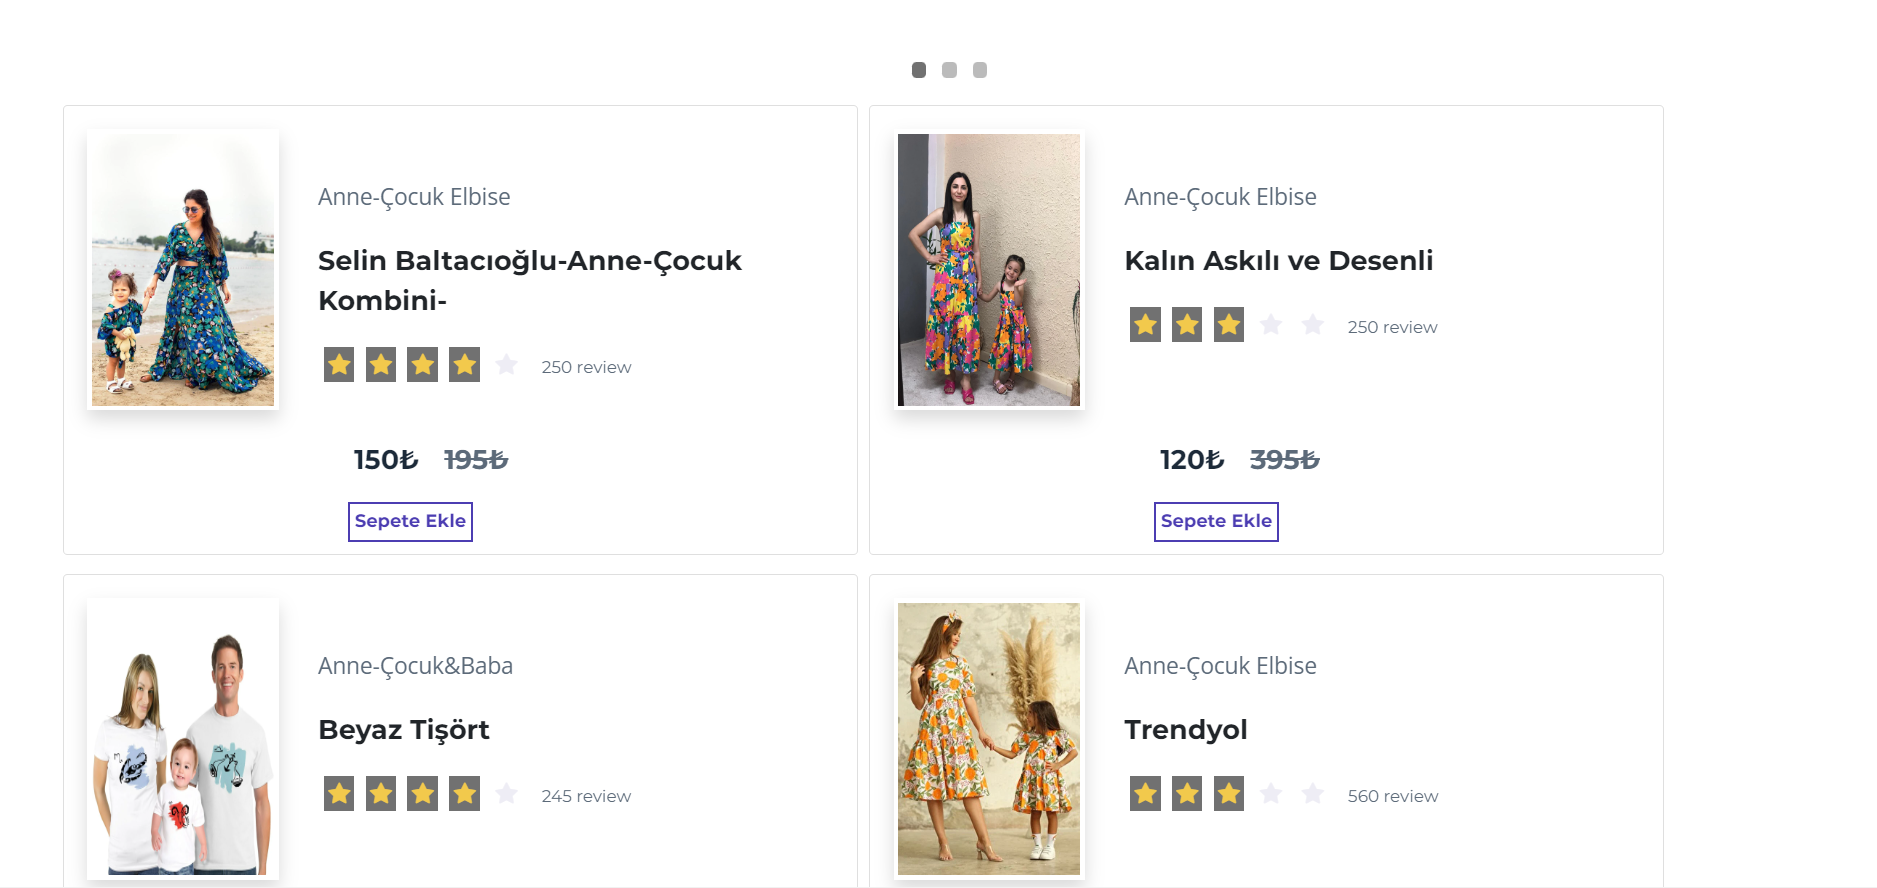 Anne-Çocuk Elbise
Selin Baltacıoğlu-Anne-Çocuk
Kombini-
250 review
150₺ 195₺
Sepete Ekle
Anne-Çocuk Elbise
Kalın Askılı ve Desenli
250 review
120₺ 395₺
Sepete Ekle
Anne-Çocuk&Baba
Beyaz Tişört
245 review
Anne-Çocuk Elbise
Trendyol
560 review